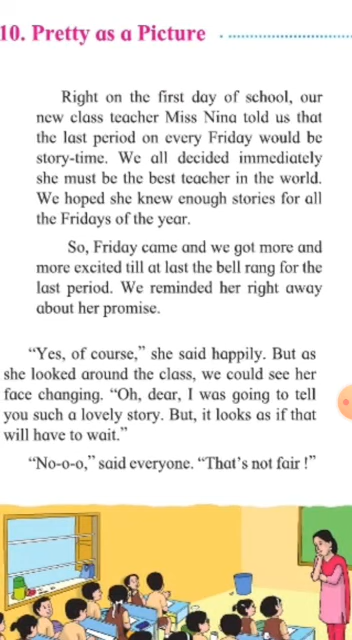 10. Pretty as a Picture
Right on the first day of school, our
new class teacher Miss Nina told us that
the last period on every Friday would be
story-time. We all decided immediately
she must be the best teacher in the world.
We hoped she knew enough stories for all
the Fridays of the year.
So, Friday came and we got more and
more excited till at last the bell rang for the
last period. We reminded her right away
about her promise.
“Yes, of course,” she said happily. But as
she looked around the class, we could see her
face changing. “Oh, dear, I was going to tell
you such a lovely story. But, it looks as if that
will have to wait.”
“No-o-o,” said everyone. “That’s not fair !”